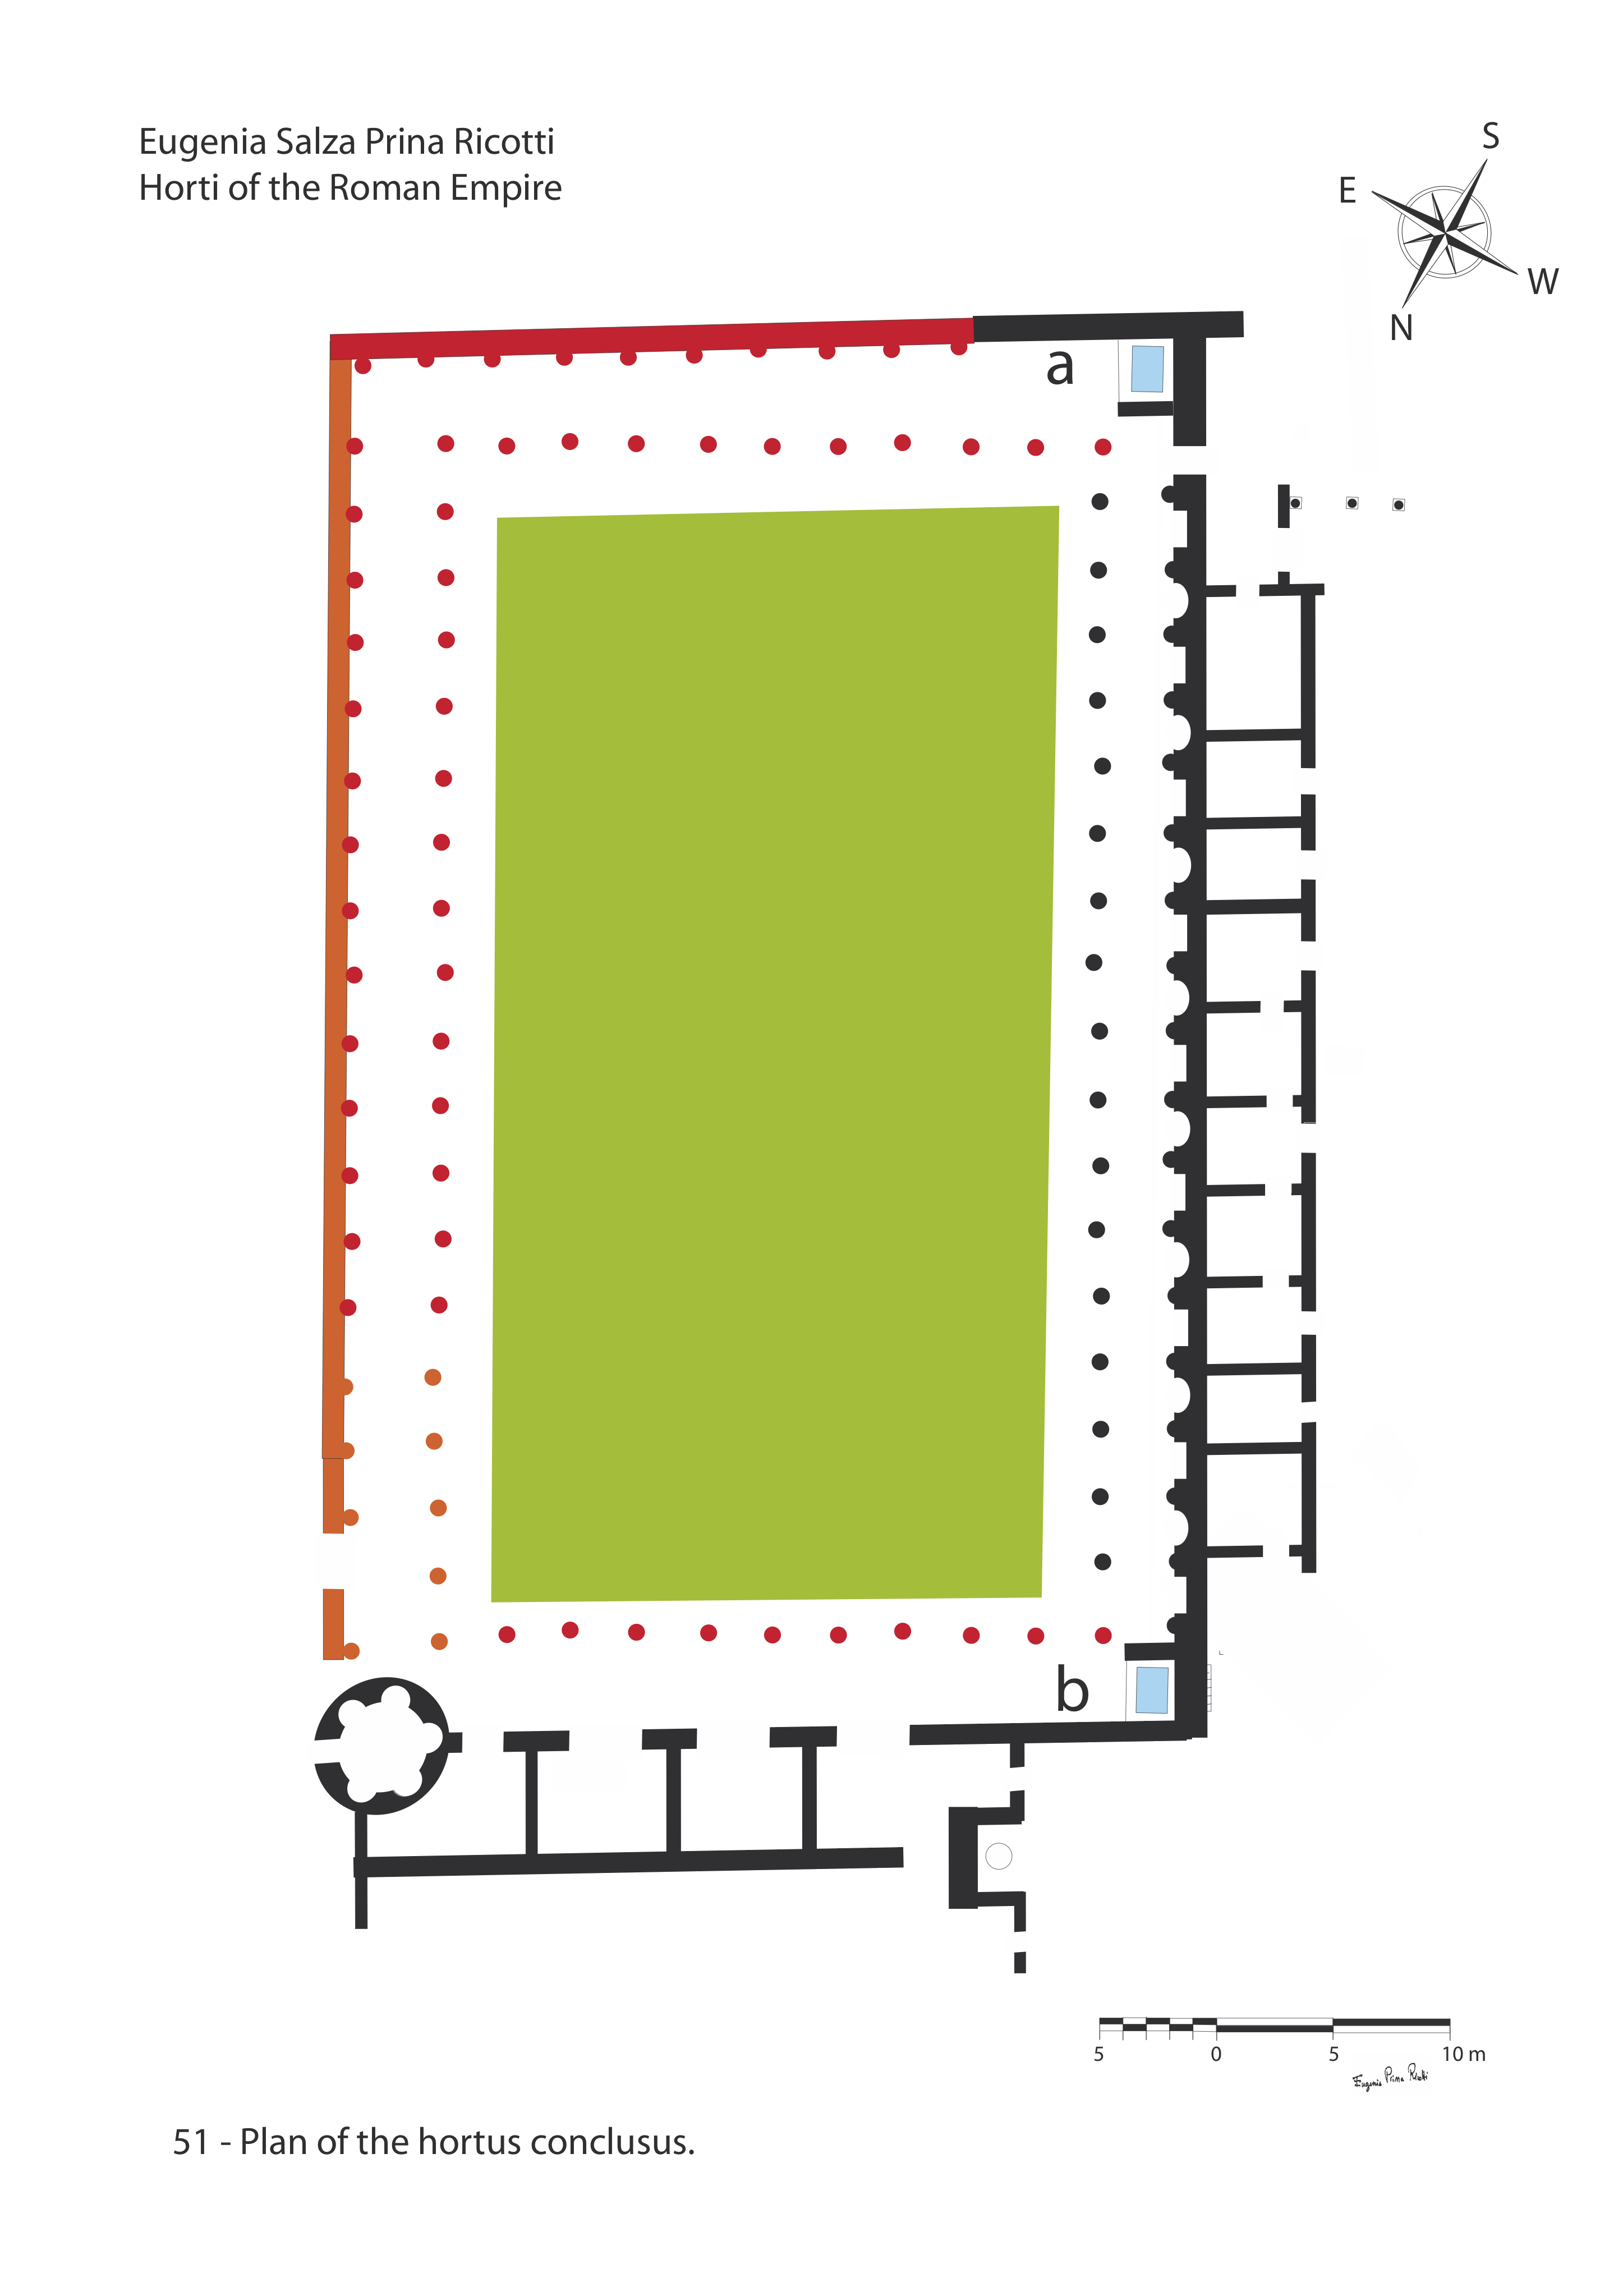 Eugenia Salza Prina Ricotti
Horti of the Roman Empire
S
E
W
N
a
b
5 0 5 10 m
Eugenia Prina Ricotti
51 - Plan of the hortus conclusus.